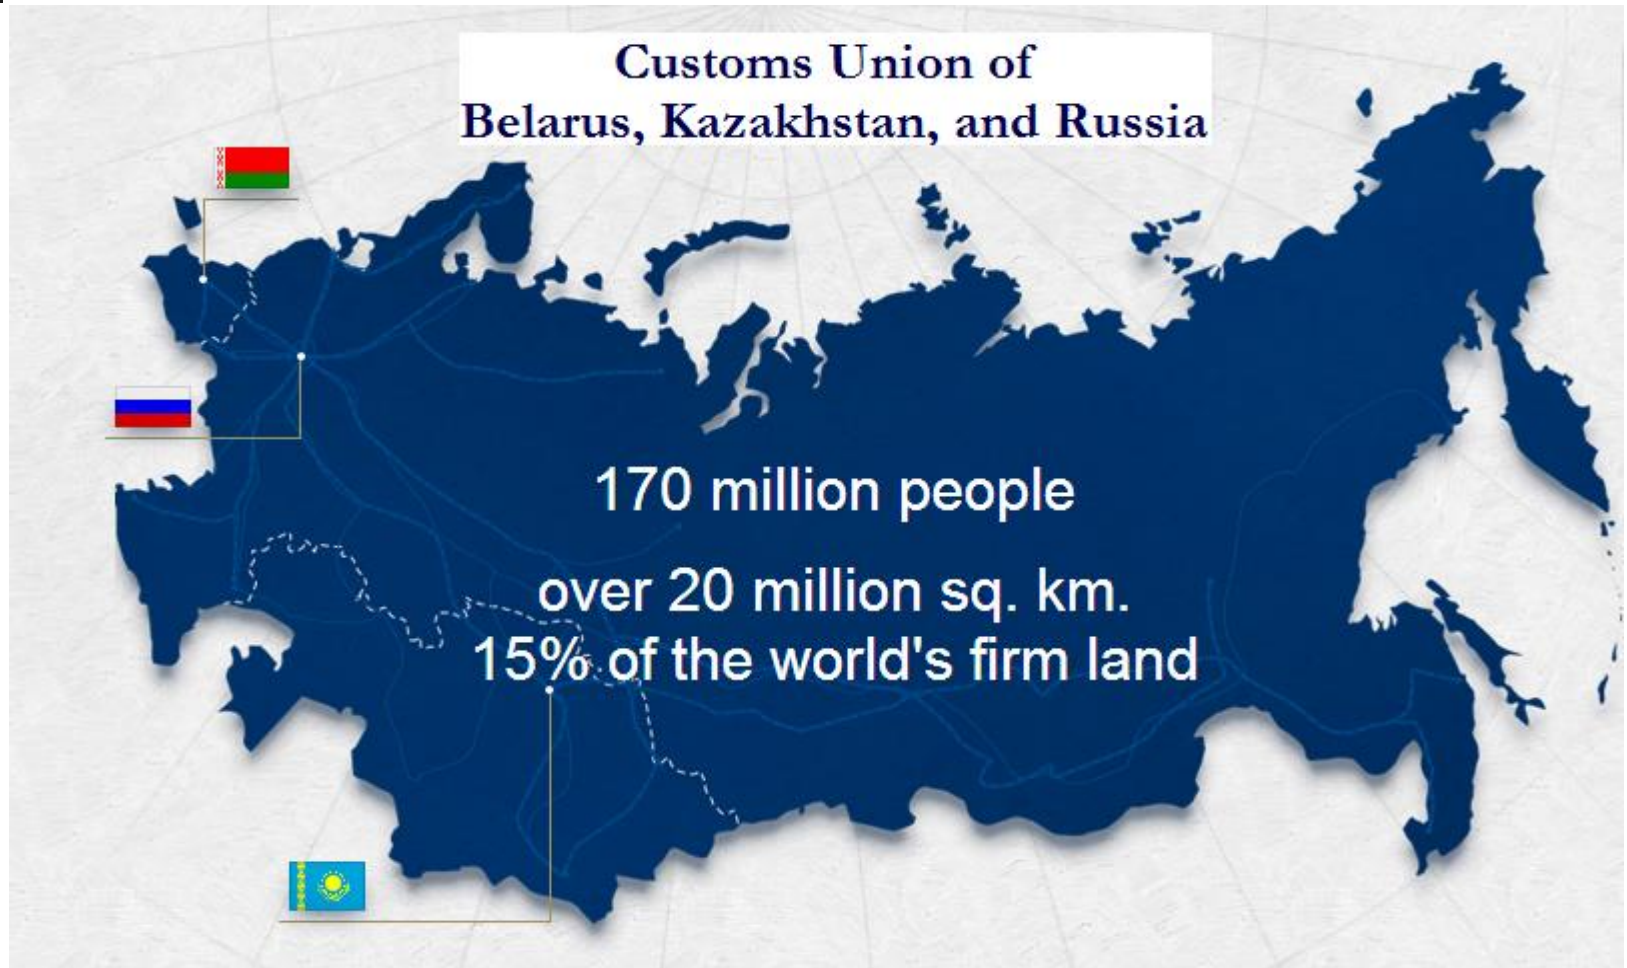 Customs Union of
Belarus, Kazakhstan, and Russia
170 million people
over 20 million sq. km.
15% of the world's firm land